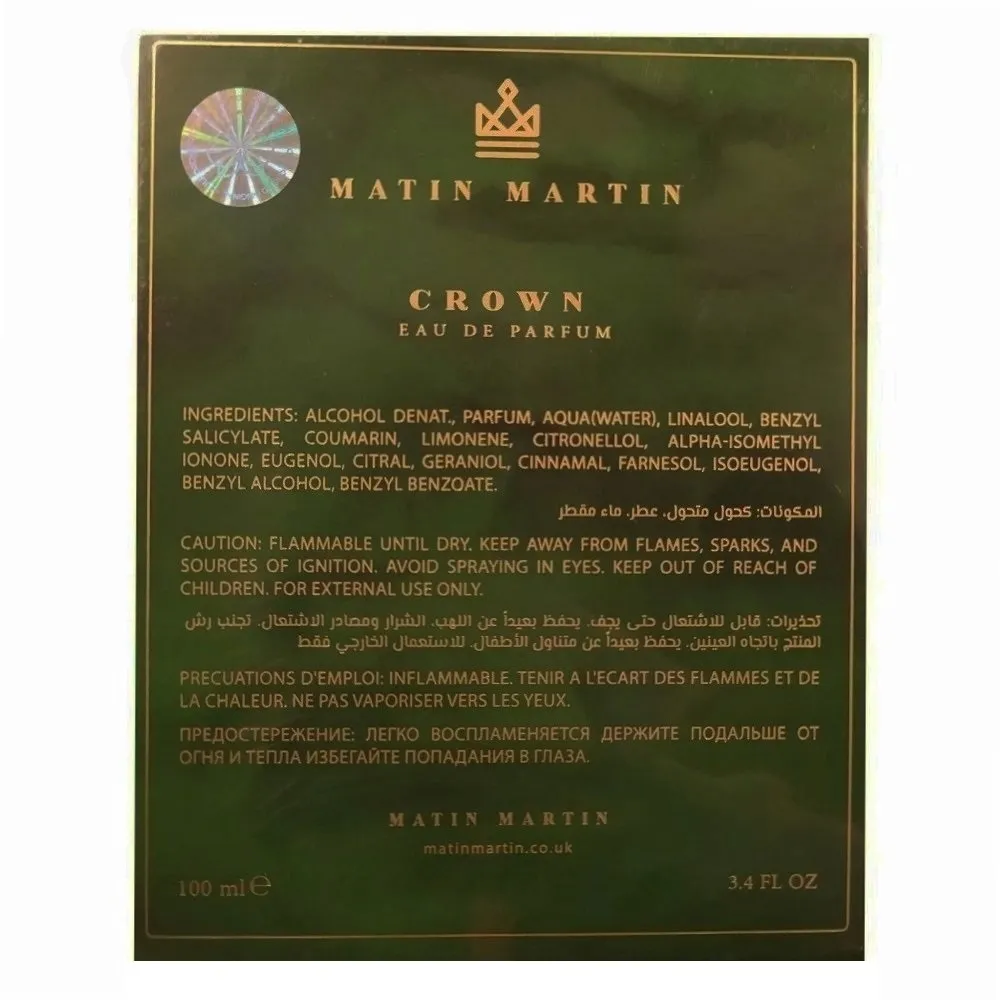 MATIN MARTIN
CROWN
EAU DE PARFUM
INGREDIENTS: ALCOHOL DENAT., PARFUM, AQUA(WATER), LINALOOL, BENZYL
SALICYLATE, COUMARIN, LIMONENE, CITRONELLOL, ALPHA-ISOMETHYL
IONONE, EUGENOL, CITRAL, GERANIOL, CINNAMAL, FARNESOL, ISOEUGENOL,
BENZYL ALCOHOL, BENZYL BENZOATE.
المكونات: كحول متحول، عطر، ماء مقطر
CAUTION: FLAMMABLE UNTIL DRY. KEEP AWAY FROM FLAMES, SPARKS, AND
SOURCES OF IGNITION. AVOID SPRAYING IN EYES. KEEP OUT OF REACH OF
CHILDREN. FOR EXTERNAL USE ONLY.
تحذيرات: قابل للاشتعال حتى يجف. يحفظ بعيداً عن اللهب، الشرار ومصادر الاشتعال. تجنب رش
المنتج باتجاه العينين. يحفظ بعيداً عن متناول الأطفال. للاستعمال الخارجي فقط
PRECUATIONS D'EMPLOI: INFLAMMABLE. TENIR A L'ECART DES FLAMMES ET DE
LA CHALEUR. NE PAS VAPORISER VERS LES YEUX.
ПРЕДОСТЕРЕЖЕНИЕ: ЛЕГКО ВОСПЛАМЕНЯЕТСЯ ДЕРЖИТЕ ПОДАЛЬШЕ ОТ
ОГНЯ И ТЕПЛА ИЗБЕГАЙТЕ ПОПАДАНИЯ В ГЛАЗА.
MATIN MARTIN
matinmartin.co.uk
100 ml ℮
3.4 FL OZ